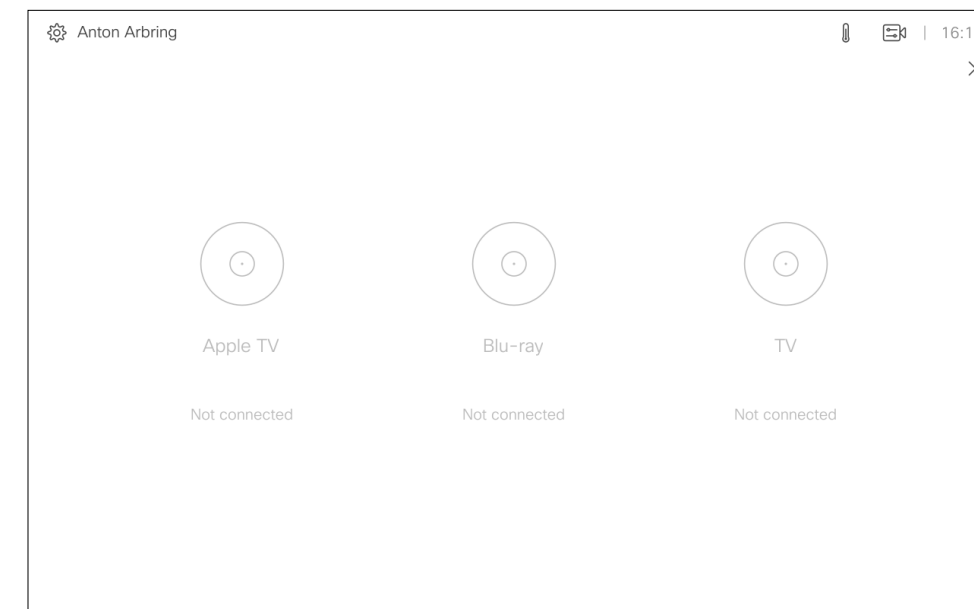 Anton Arbring
| 16:1
Apple TV
Blu-ray
TV
Not connected
Not connected
Not connected